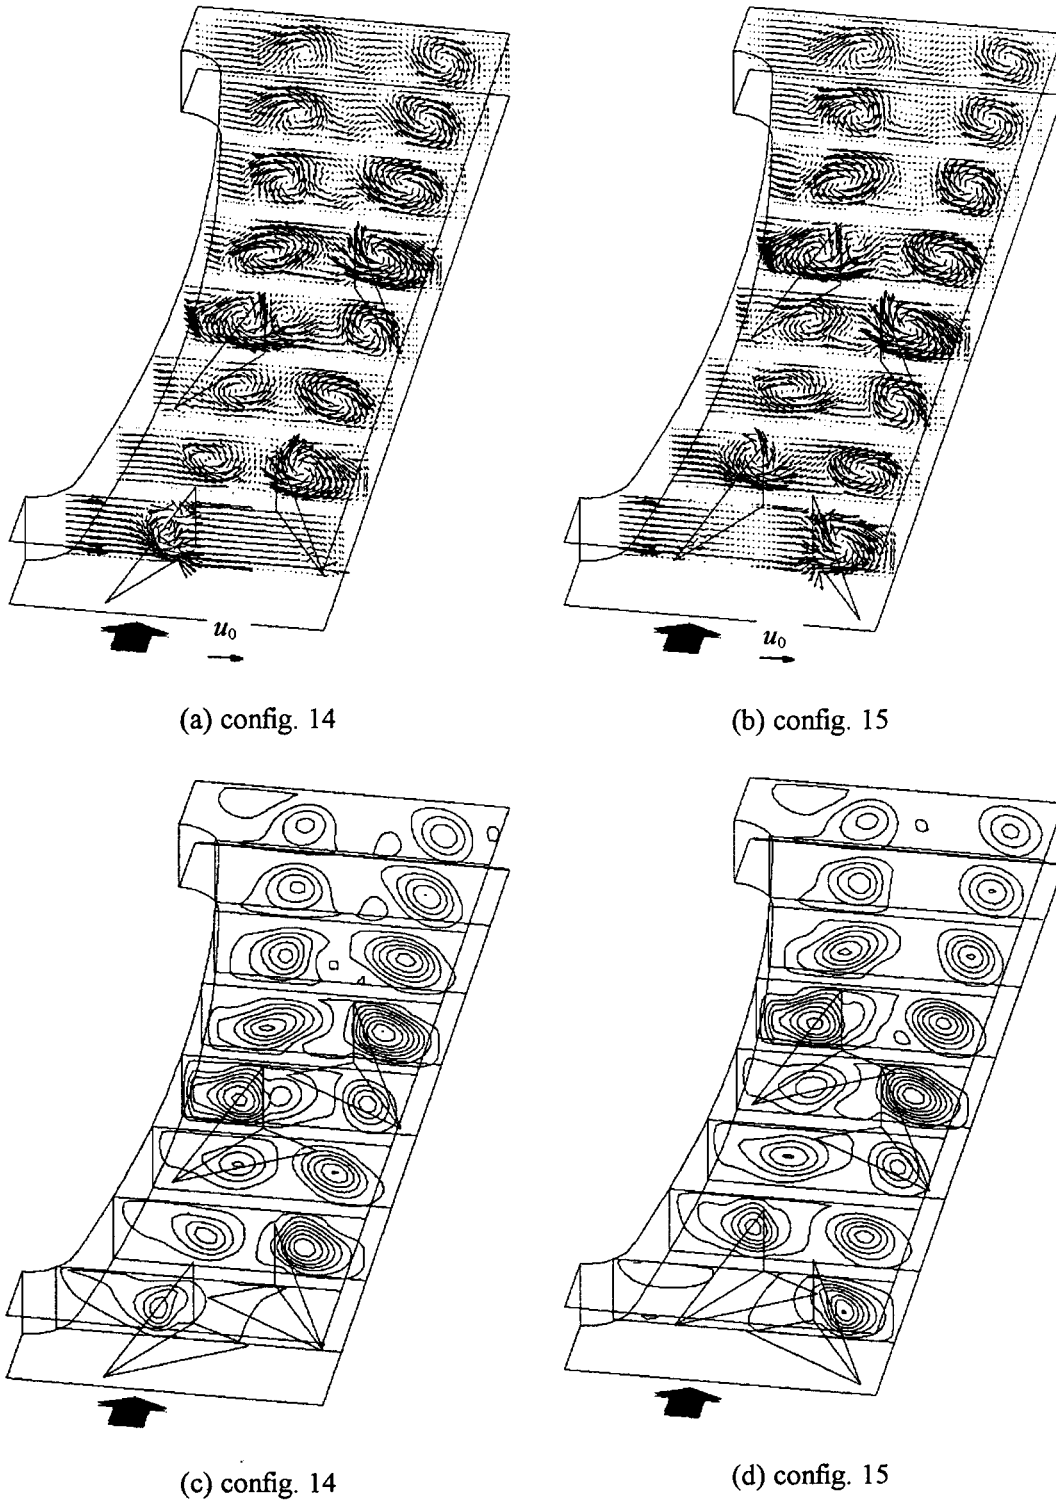 u₀
u₀
(a) config. 14
(b) config. 15
(c) config. 14
(d) config. 15